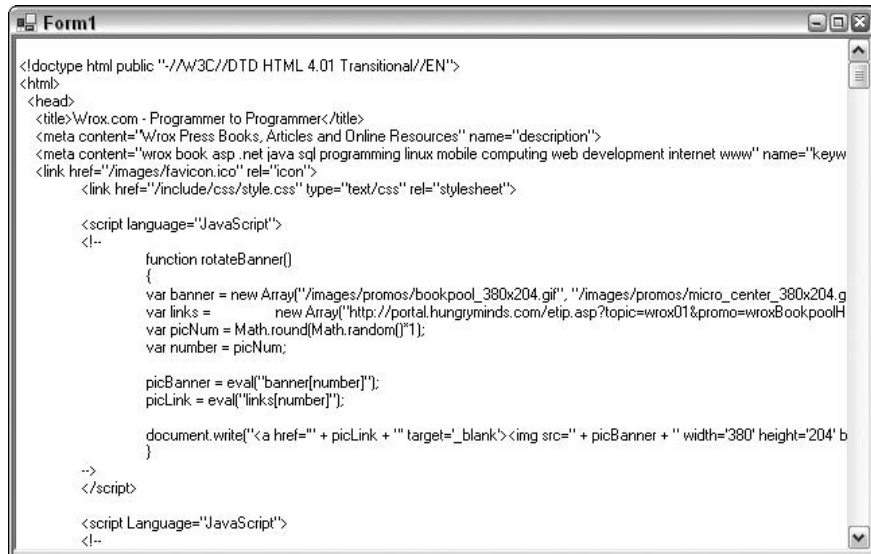 Form1
<!doctype html public "-//W3C//DTD HTML 4.01 Transitional//EN">
<html>
<head>
<title>Wrox.com - Programmer to Programmer</title>
<meta content="Wrox Press Books, Articles and Online Resources" name="description">
<meta content="wrox book asp .net java sql programming linux mobile computing web development internet www" name="keyw
<link href="/images/favicon.ico" rel="icon">
<link href="/include/css/style.css" type="text/css" rel="stylesheet">
<script language="JavaScript">
<!--
function rotateBanner()
{
var banner = new Array("/images/promos/bookpool_380x204.gif", "/images/promos/micro_center_380x204.g
var links = new Array("http://portal.hungryminds.com/etip.asp?topic=wrox01&promo=wroxBookpoolH
var picNum = Math.round(Math.random()*1);
var number = picNum;
picBanner = eval("banner[number]");
picLink = eval("links[number]");
document.write("<a href='" + picLink + "' target='_blank'><img src=" + picBanner + " width='380' height='204' b
}
-->
</script>
<script Language="JavaScript">
<!--